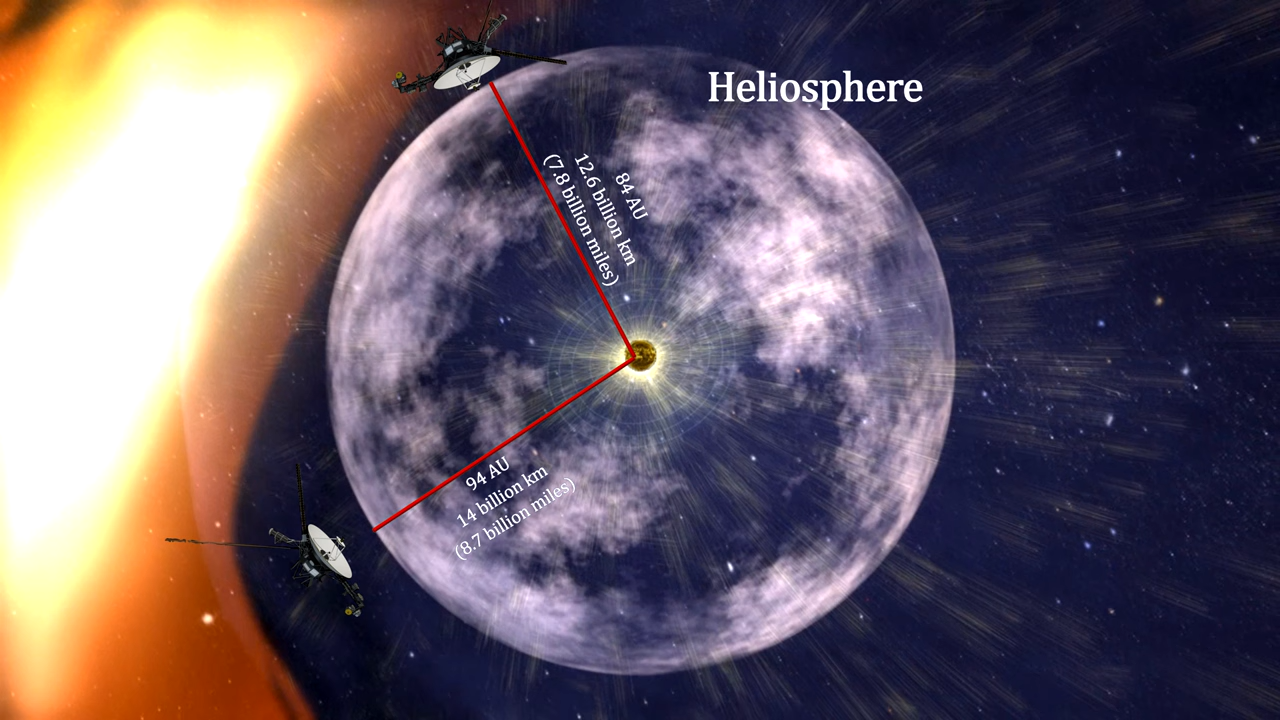 Heliosphere
84 AU
12.6 billion km
(7.8 billion miles)
94 AU
14 billion km
(8.7 billion miles)